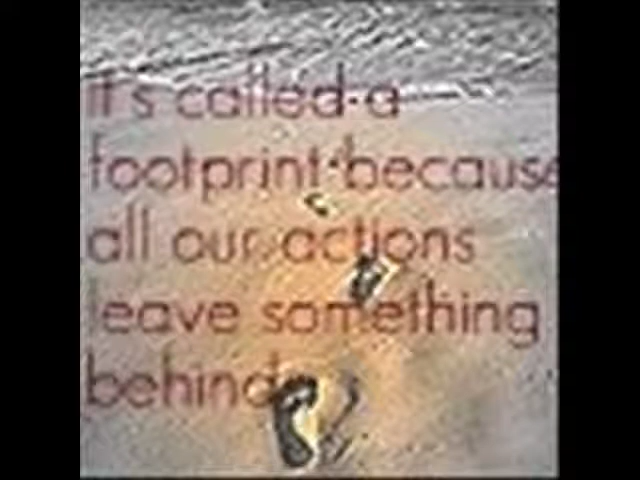 it's called a
footprint because
all our actions
leave something
behind